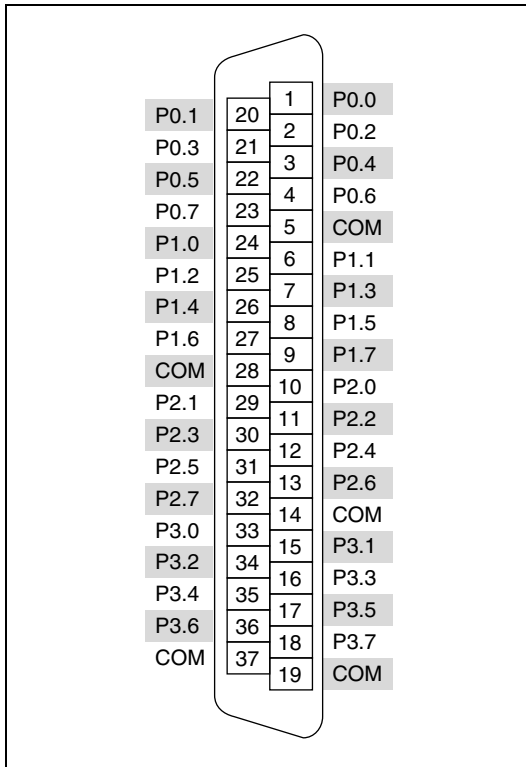 1 P0.0
P0.1 20
2 P0.2
P0.3 21
3 P0.4
P0.5 22
4 P0.6
P0.7 23
5 COM
P1.0 24
6 P1.1
P1.2 25
7 P1.3
P1.4 26
8 P1.5
P1.6 27
9 P1.7
COM 28
10 P2.0
P2.1 29
11 P2.2
P2.3 30
12 P2.4
P2.5 31
13 P2.6
P2.7 32
14 COM
P3.0 33
15 P3.1
P3.2 34
16 P3.3
P3.4 35
17 P3.5
P3.6 36
18 P3.7
COM 37
19 COM